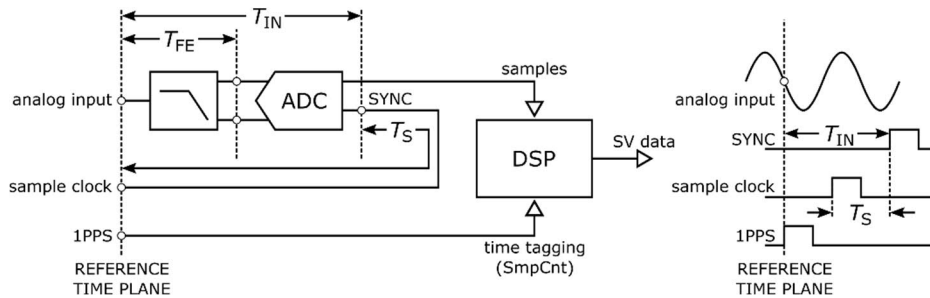 T_IN
T_FE
analog input
ADC
SYNC
T_S
samples
DSP
SV data
sample clock
1PPS
time tagging
(SmpCnt)
REFERENCE
TIME PLANE
analog input
SYNC
T_IN
sample clock
T_S
1PPS
REFERENCE
TIME PLANE